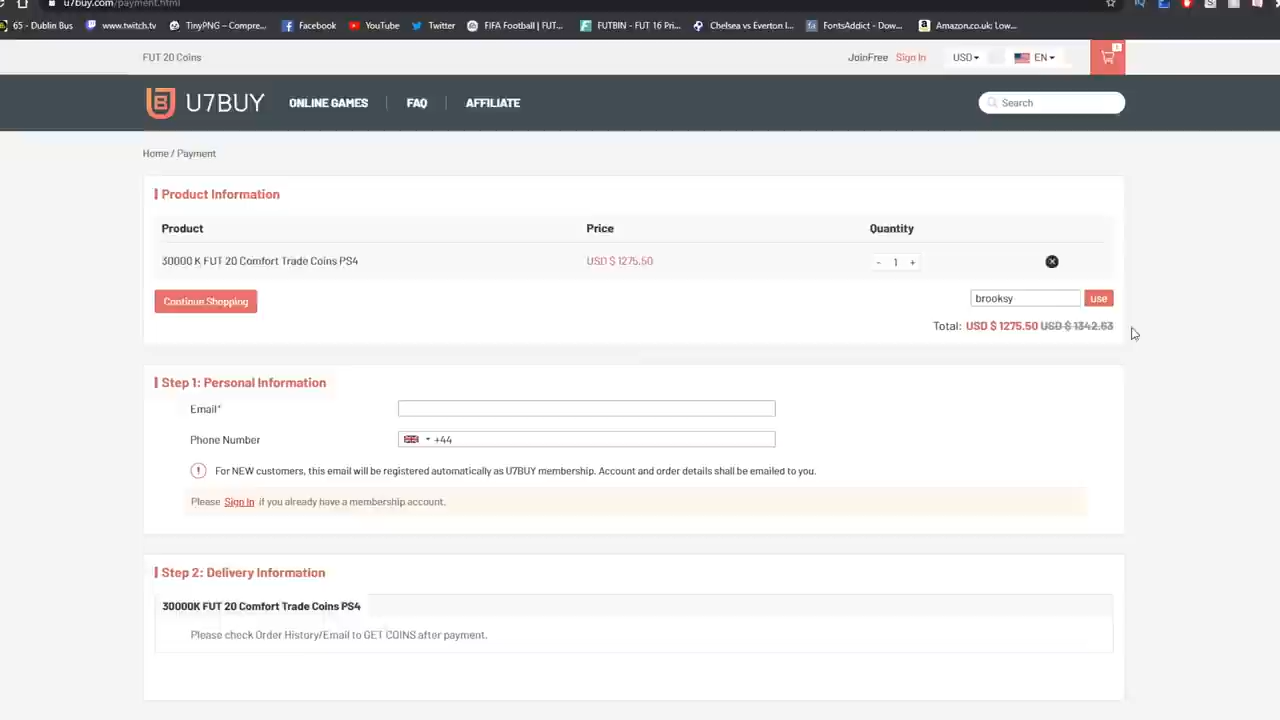 u7buy.com/payment.html
65 - Dublin Bus www.twitch.tv TinyPNG – Compre... Facebook YouTube Twitter FIFA Football | FUT... FUTBIN - FUT 16 Pri... Chelsea vs Everton l... FontsAddict - Dow... Amazon.co.uk: Low...
FUT 20 Coins JoinFree Sign In USD EN 1
U7BUY ONLINE GAMES FAQ AFFILIATE Search
Home / Payment
Product Information
Product Price Quantity
30000 K FUT 20 Comfort Trade Coins PS4 USD $ 1275.50 - 1 +
Continue Shopping brooksy use
Total: USD $ 1275.50 USD $ 1342.63
Step 1: Personal Information
Email*
Phone Number +44
For NEW customers, this email will be registered automatically as U7BUY membership. Account and order details shall be emailed to you.
Please Sign In if you already have a membership account.
Step 2: Delivery Information
30000K FUT 20 Comfort Trade Coins PS4
Please check Order History/Email to GET COINS after payment.